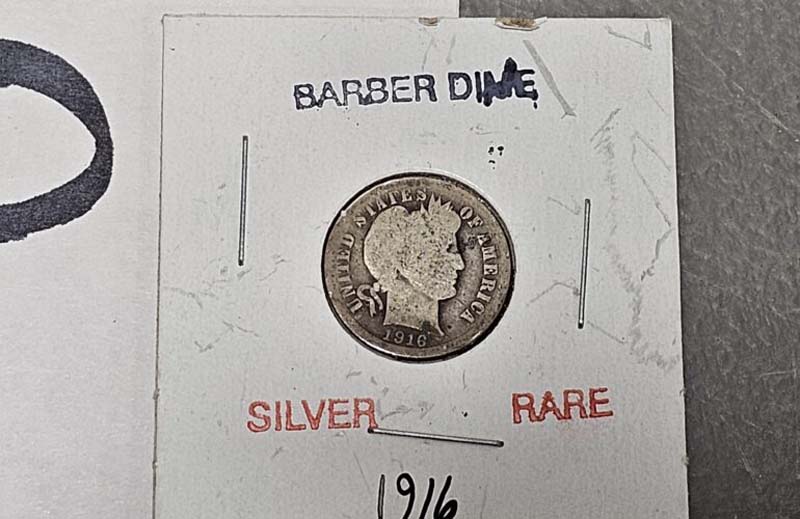 BARBER DIME
UNITED STATES OF AMERICA
1916
SILVER RARE
1916